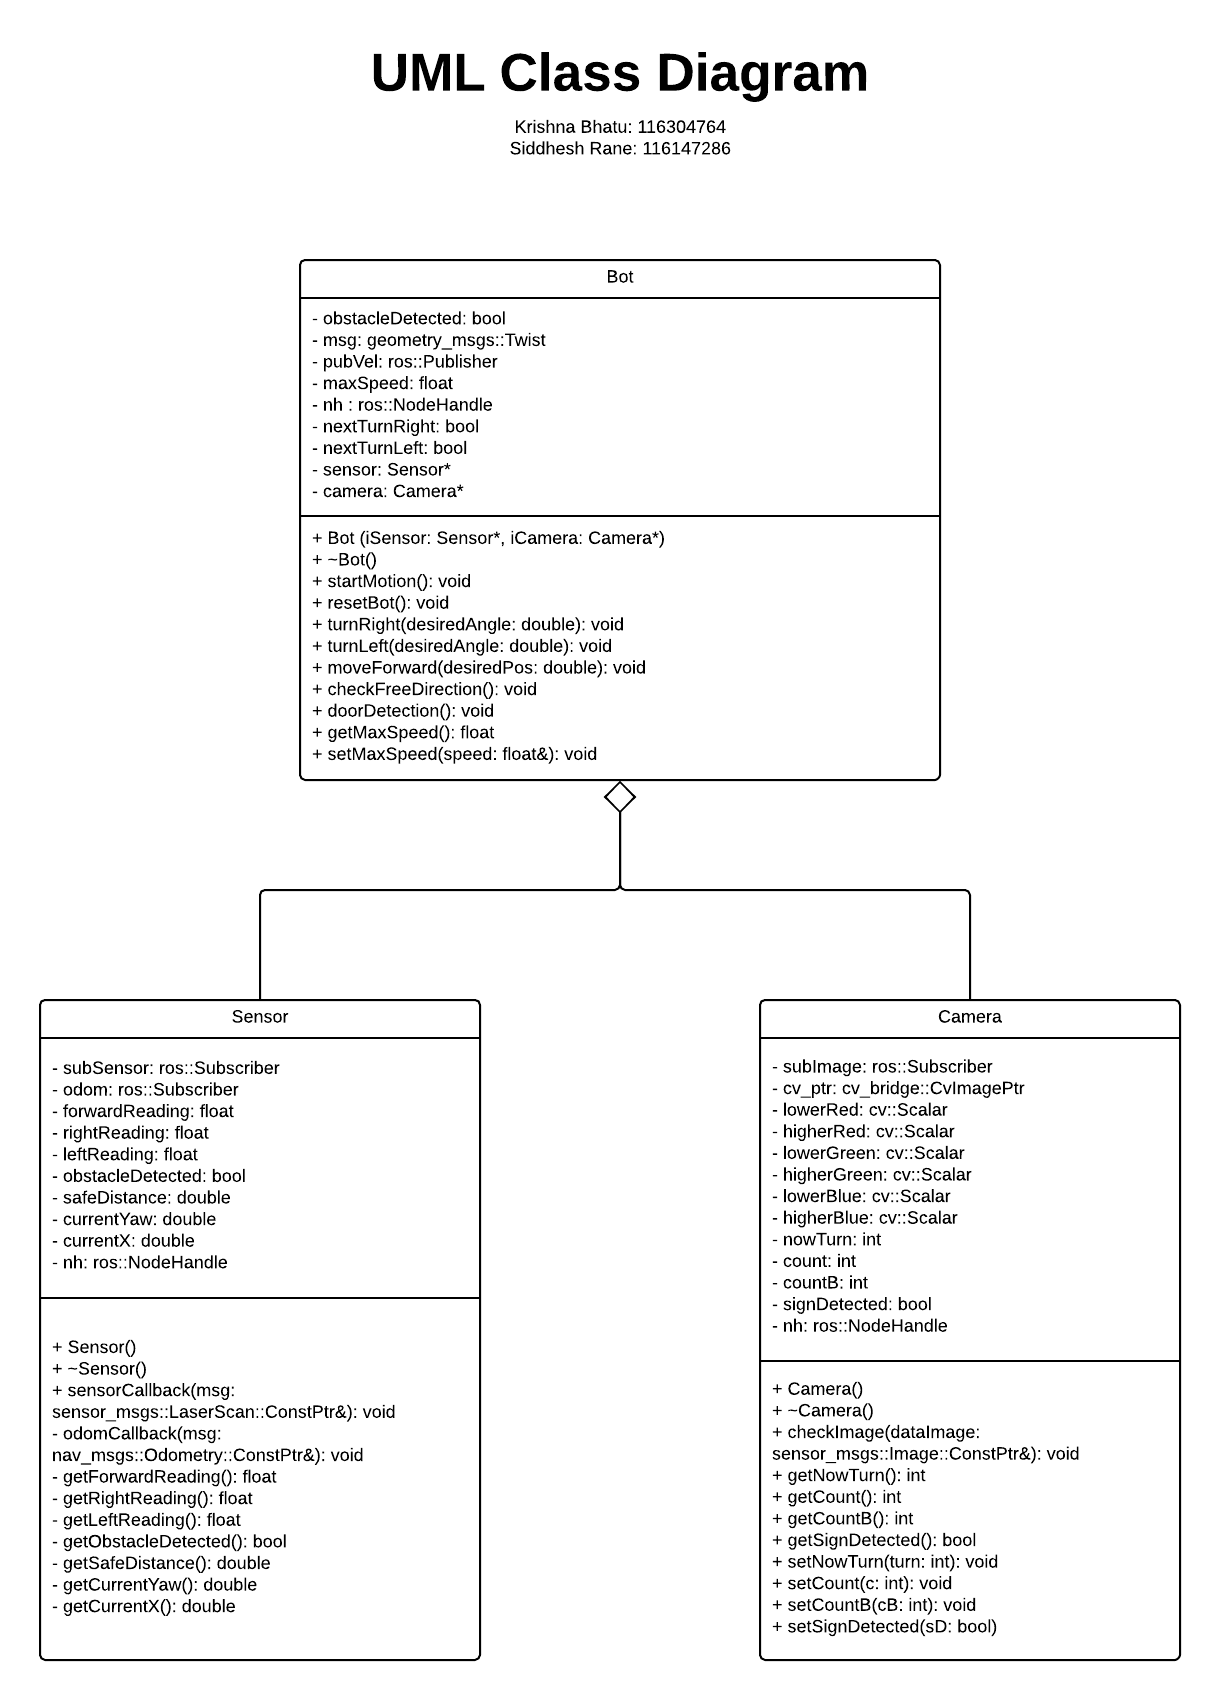 UML Class Diagram
Krishna Bhatu: 116304764
Siddhesh Rane: 116147286
Bot
- obstacleDetected: bool
- msg: geometry_msgs::Twist
- pubVel: ros::Publisher
- maxSpeed: float
- nh : ros::NodeHandle
- nextTurnRight: bool
- nextTurnLeft: bool
- sensor: Sensor*
- camera: Camera*
+ Bot (iSensor: Sensor*, iCamera: Camera*)
+ ~Bot()
+ startMotion(): void
+ resetBot(): void
+ turnRight(desiredAngle: double): void
+ turnLeft(desiredAngle: double): void
+ moveForward(desiredPos: double): void
+ checkFreeDirection(): void
+ doorDetection(): void
+ getMaxSpeed(): float
+ setMaxSpeed(speed: float&): void
Sensor
- subSensor: ros::Subscriber
- odom: ros::Subscriber
- forwardReading: float
- rightReading: float
- leftReading: float
- obstacleDetected: bool
- safeDistance: double
- currentYaw: double
- currentX: double
- nh: ros::NodeHandle
+ Sensor()
+ ~Sensor()
+ sensorCallback(msg:
sensor_msgs::LaserScan::ConstPtr&): void
- odomCallback(msg:
nav_msgs::Odometry::ConstPtr&): void
- getForwardReading(): float
- getRightReading(): float
- getLeftReading(): float
- getObstacleDetected(): bool
- getSafeDistance(): double
- getCurrentYaw(): double
- getCurrentX(): double
Camera
- subImage: ros::Subscriber
- cv_ptr: cv_bridge::CvImagePtr
- lowerRed: cv::Scalar
- higherRed: cv::Scalar
- lowerGreen: cv::Scalar
- higherGreen: cv::Scalar
- lowerBlue: cv::Scalar
- higherBlue: cv::Scalar
- nowTurn: int
- count: int
- countB: int
- signDetected: bool
- nh: ros::NodeHandle
+ Camera()
+ ~Camera()
+ checkImage(dataImage:
sensor_msgs::Image::ConstPtr&): void
+ getNowTurn(): int
+ getCount(): int
+ getCountB(): int
+ getSignDetected(): bool
+ setNowTurn(turn: int): void
+ setCount(c: int): void
+ setCountB(cB: int): void
+ setSignDetected(sD: bool)